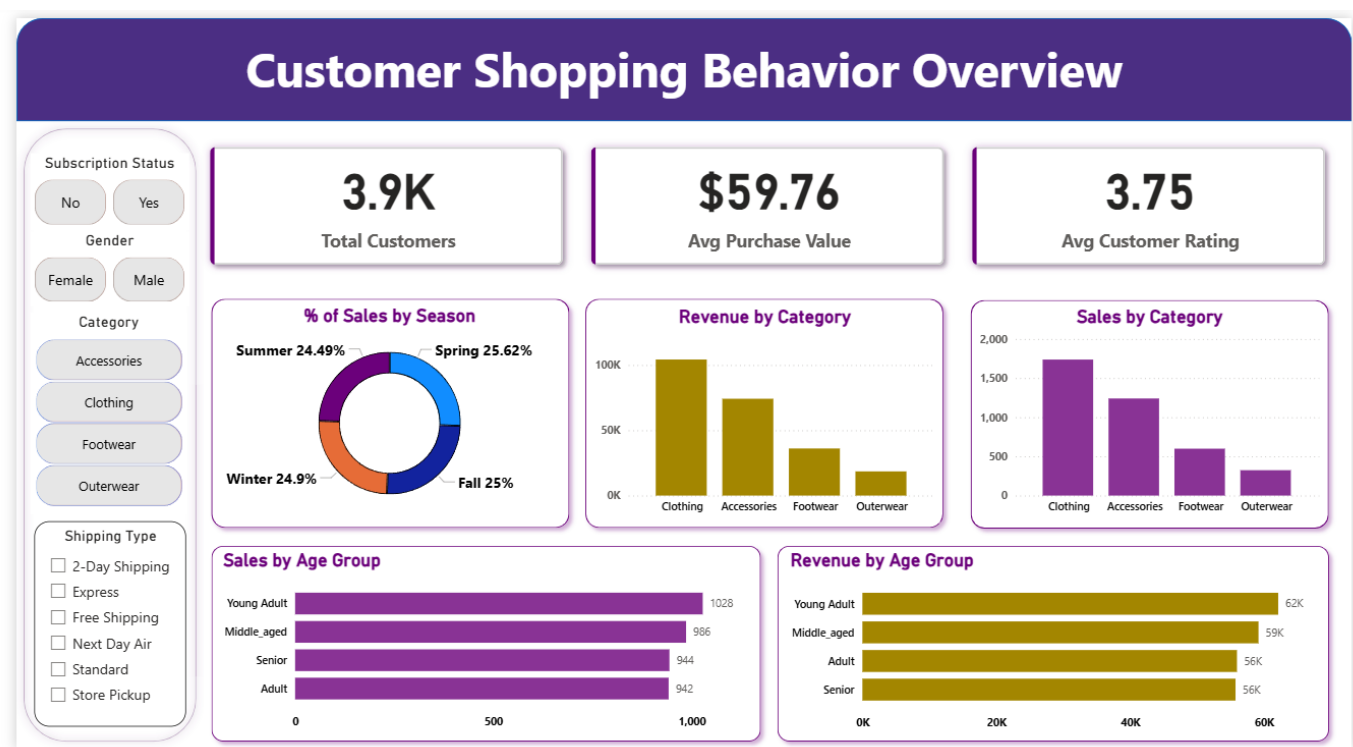 Customer Shopping Behavior Overview
Subscription Status
No Yes
Gender
Female Male
Category
Accessories
Clothing
Footwear
Outerwear
Shipping Type
2-Day Shipping
Express
Free Shipping
Next Day Air
Standard
Store Pickup
3.9K
Total Customers
$59.76
Avg Purchase Value
3.75
Avg Customer Rating
% of Sales by Season
Summer 24.49% Spring 25.62%
Winter 24.9% Fall 25%
Revenue by Category
100K
50K
0K
Clothing Accessories Footwear Outerwear
Sales by Category
2,000
1,500
1,000
500
0
Clothing Accessories Footwear Outerwear
Sales by Age Group
Young Adult 1028
Middle_aged 986
Senior 944
Adult 942
0 500 1,000
Revenue by Age Group
Young Adult 62K
Middle_aged 59K
Adult 56K
Senior 56K
0K 20K 40K 60K